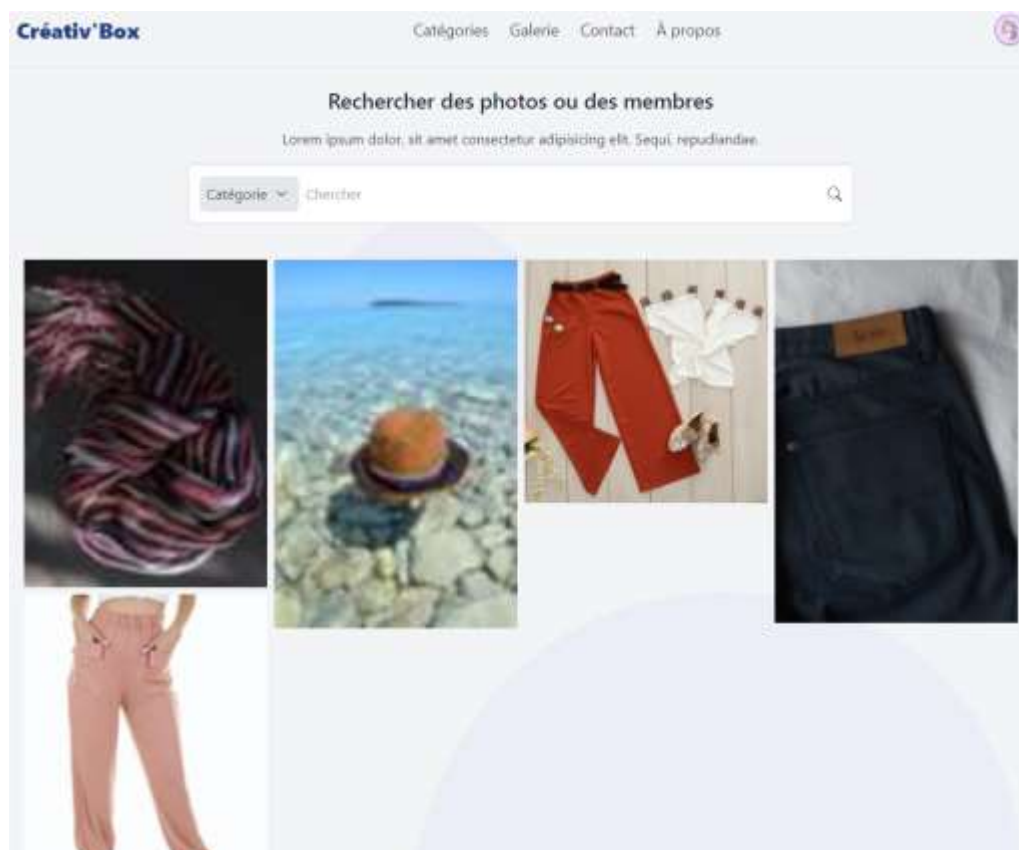 Créativ'Box
Catégories Galerie Contact À propos
Rechercher des photos ou des membres
Lorem ipsum dolor, sit amet consectetur adipisicing elit. Sequi, repudiandae.
Catégorie Chercher